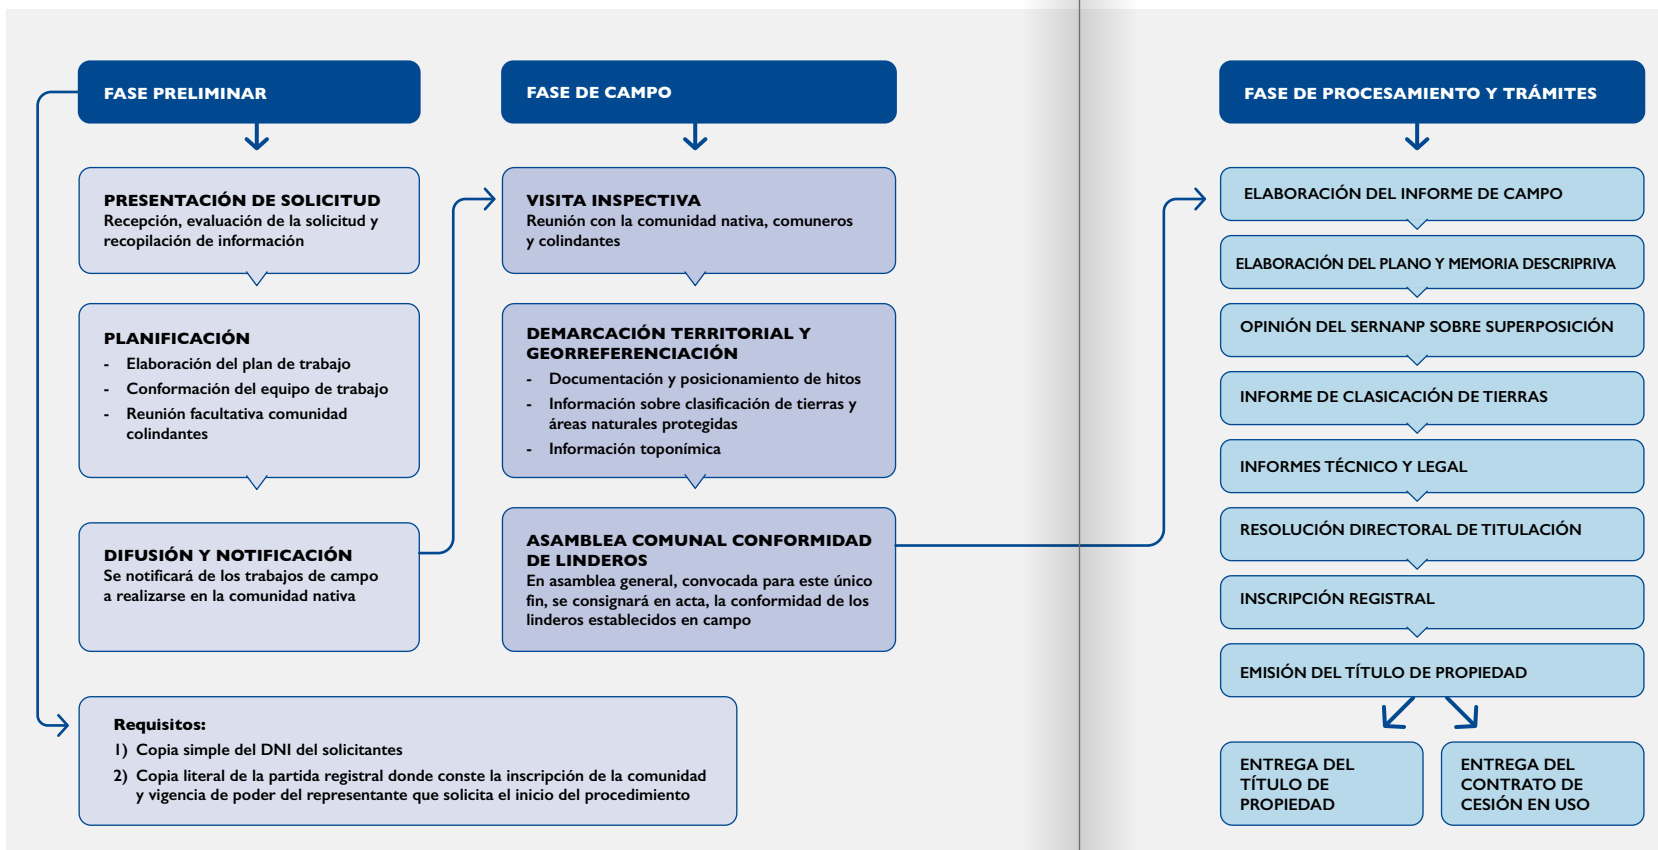 FASE PRELIMINAR
PRESENTACIÓN DE SOLICITUD
Recepción, evaluación de la solicitud y
recopilación de información
PLANIFICACIÓN
- Elaboración del plan de trabajo
- Conformación del equipo de trabajo
- Reunión facultativa comunidad
colindantes
DIFUSIÓN Y NOTIFICACIÓN
Se notificará de los trabajos de campo
a realizarse en la comunidad nativa
Requisitos:
1) Copia simple del DNI del solicitantes
2) Copia literal de la partida registral donde conste la inscripción de la comunidad
y vigencia de poder del representante que solicita el inicio del procedimiento
FASE DE CAMPO
VISITA INSPECTIVA
Reunión con la comunidad nativa, comuneros
y colindantes
DEMARCACIÓN TERRITORIAL Y
GEORREFERENCIACIÓN
- Documentación y posicionamiento de hitos
- Información sobre clasificación de tierras y
áreas naturales protegidas
- Información toponímica
ASAMBLEA COMUNAL CONFORMIDAD
DE LINDEROS
En asamblea general, convocada para este único
fin, se consignará en acta, la conformidad de los
linderos establecidos en campo
FASE DE PROCESAMIENTO Y TRÁMITES
ELABORACIÓN DEL INFORME DE CAMPO
ELABORACIÓN DEL PLANO Y MEMORIA DESCRIPRIVA
OPINIÓN DEL SERNANP SOBRE SUPERPOSICIÓN
INFORME DE CLASICACIÓN DE TIERRAS
INFORMES TÉCNICO Y LEGAL
RESOLUCIÓN DIRECTORAL DE TITULACIÓN
INSCRIPCIÓN REGISTRAL
EMISIÓN DEL TÍTULO DE PROPIEDAD
ENTREGA DEL
TÍTULO DE
PROPIEDAD
ENTREGA DEL
CONTRATO DE
CESIÓN EN USO